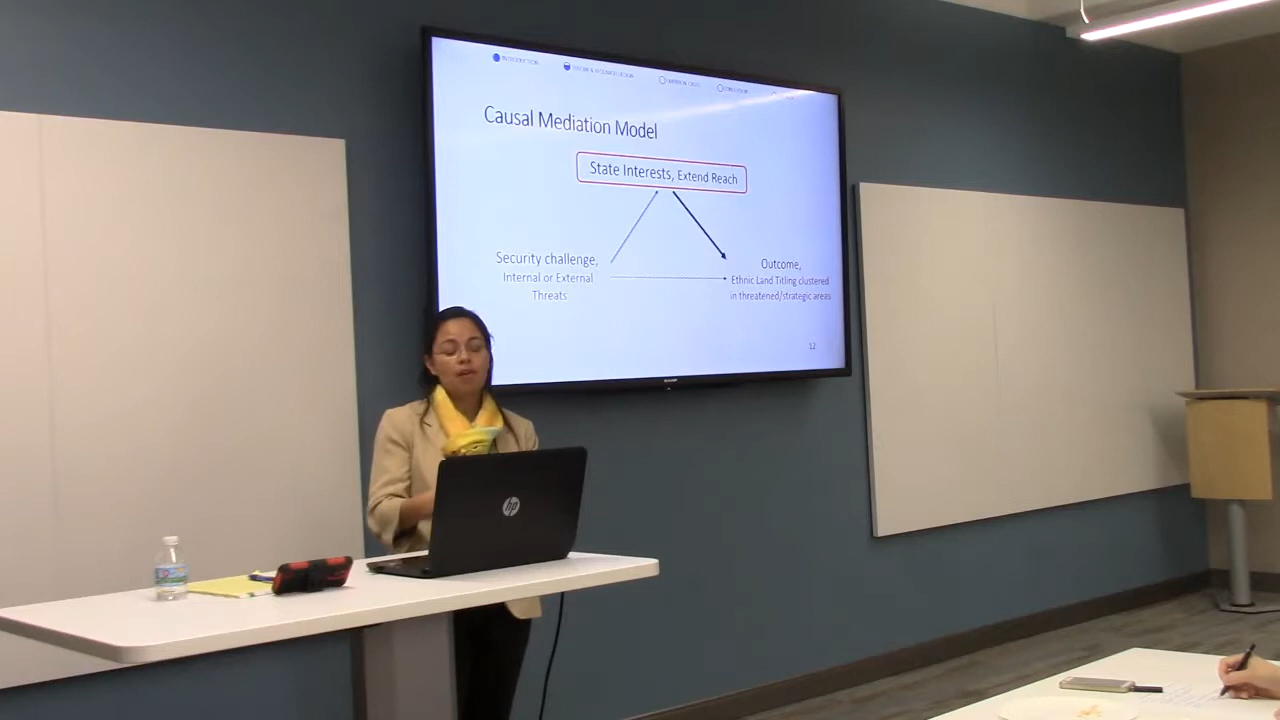 INTRODUCTION
Causal Mediation Model
State Interests, Extend Reach
Security challenge,
Internal or External
Threats
Outcome,
Ethnic Land Titling clustered
in threatened/strategic areas
12
hp